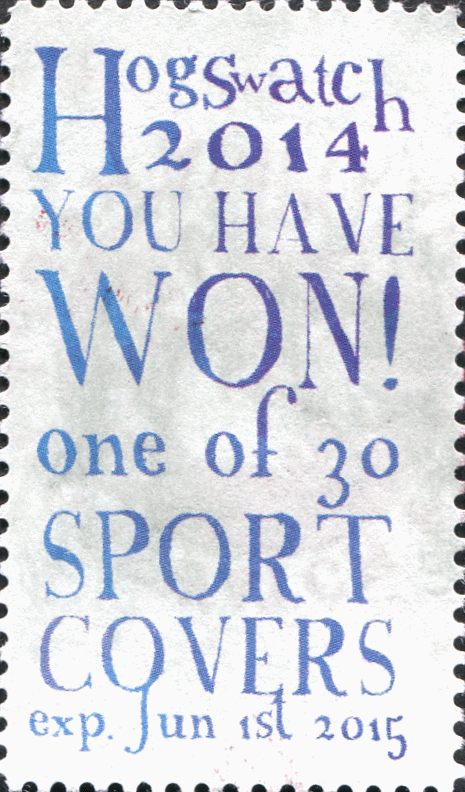 Hogswatch
2014
YOU HAVE
WON!
one of 30
SPORT
COVERS
exp. Jun 1st 2015